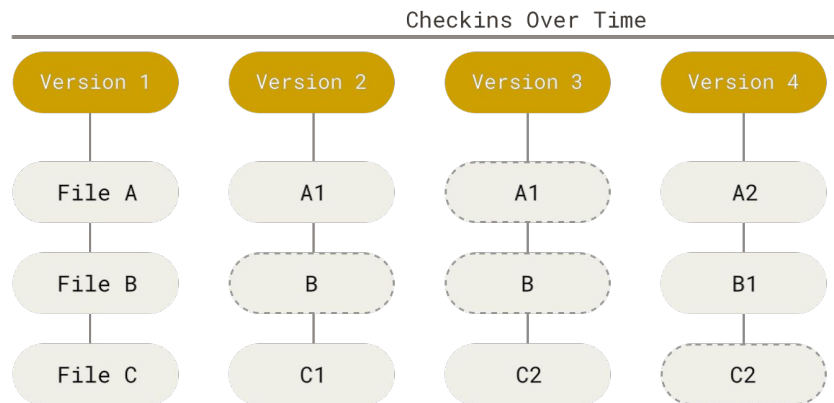 Checkins Over Time
Version 1 Version 2 Version 3 Version 4
File A A1 A1 A2
File B B B B1
File C C1 C2 C2